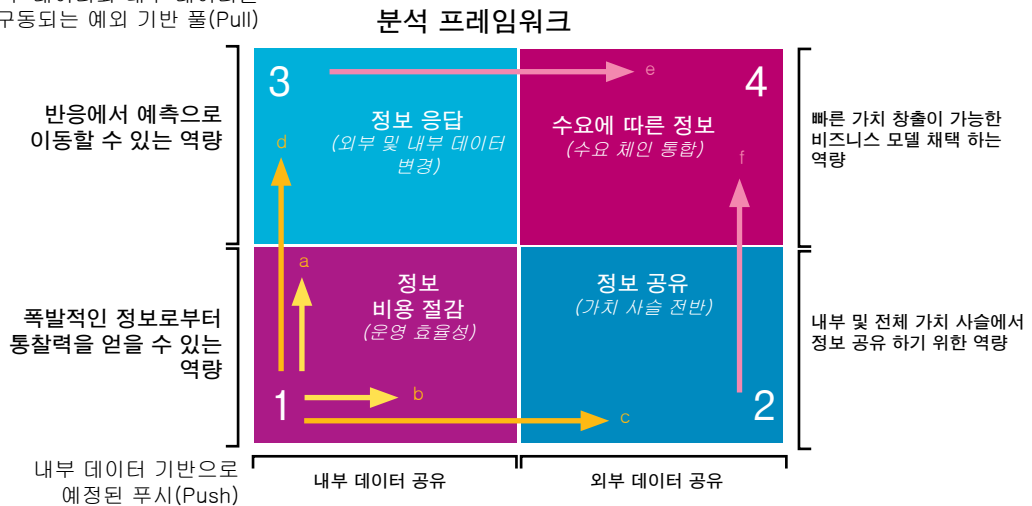 구동되는 예외 기반 풀(Pull)
분석 프레임워크
반응에서 예측으로
이동할 수 있는 역량
3
정보 응답
(외부 및 내부 데이터
변경)
d
e
4
수요에 따른 정보
(수요 체인 통합)
f
빠른 가치 창출이 가능한
비즈니스 모델 채택 하는
역량
폭발적인 정보로부터
통찰력을 얻을 수 있는
역량
a
정보
비용 절감
(운영 효율성)
1
b
c
정보 공유
(가치 사슬 전반)
2
내부 및 전체 가치 사슬에서
정보 공유 하기 위한 역량
내부 데이터 기반으로
예정된 푸시(Push)
내부 데이터 공유
외부 데이터 공유